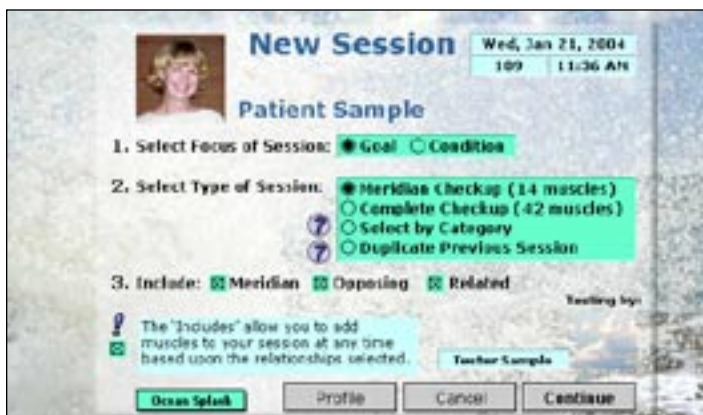 New Session
Wed, Jan 21, 2004
109 11:36 AM
Patient Sample
1. Select Focus of Session: Goal Condition
2. Select Type of Session: Meridian Checkup (14 muscles)
Complete Checkup (42 muscles)
? Select by Category
? Duplicate Previous Session
3. Include: Meridian Opposing Related
Testing by:
! The 'Includes' allow you to add
muscles to your session at any time
based upon the relationships selected.
Tester Sample
Ocean Splash Profile Cancel Continue